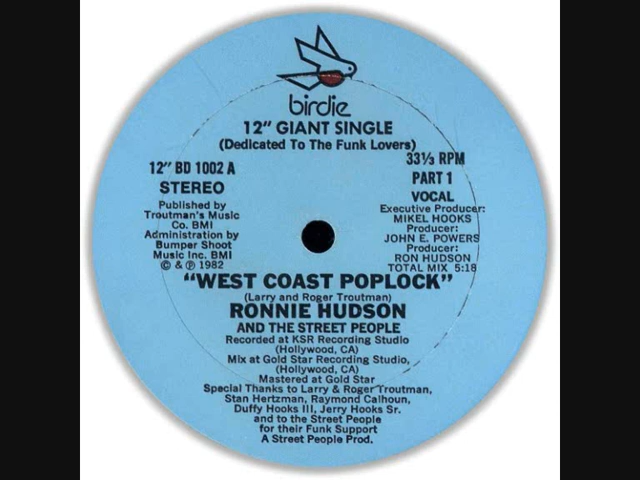 birdie
12" GIANT SINGLE
(Dedicated To The Funk Lovers)
12" BD 1002 A
STEREO
Published by
Troutman's Music
Co. BMI
Administration by
Bumper Shoot
Music Inc. BMI
© & ℗ 1982
33⅓ RPM
PART 1
VOCAL
Executive Producer:
MIKEL HOOKS
Producer:
JOHN E. POWERS
Producer:
RON HUDSON
TOTAL MIX 5:18
"WEST COAST POPLOCK"
(Larry and Roger Troutman)
RONNIE HUDSON
AND THE STREET PEOPLE
Recorded at KSR Recording Studio
(Hollywood, CA)
Mix at Gold Star Recording Studio,
(Hollywood, CA)
Mastered at Gold Star
Special Thanks to Larry & Roger Troutman,
Stan Hertzman, Raymond Calhoun,
Duffy Hooks III, Jerry Hooks Sr.
and to the Street People
for their Funk Support
A Street People Prod.